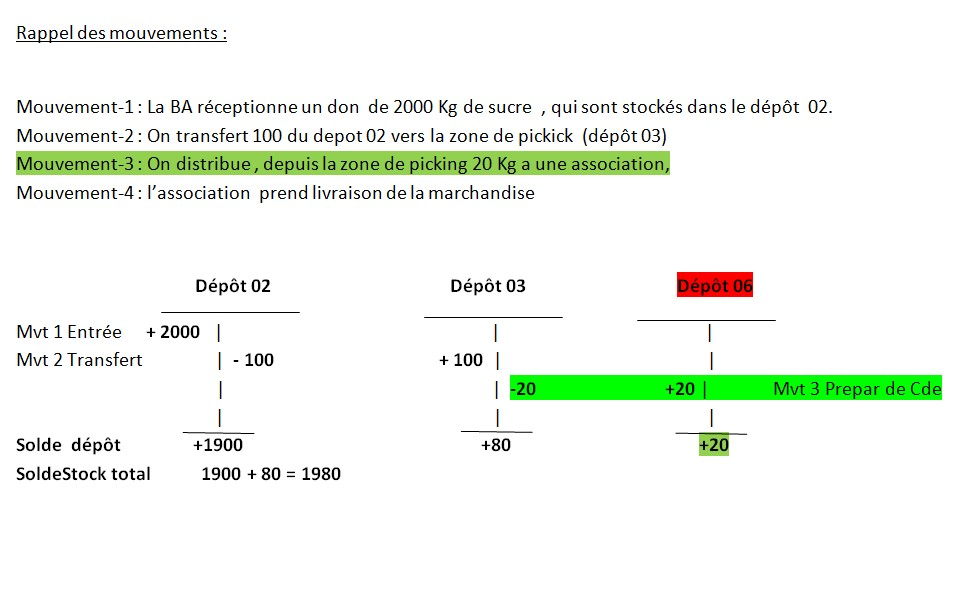 Rappel des mouvements :
Mouvement-1 : La BA réceptionne un don de 2000 Kg de sucre , qui sont stockés dans le dépôt 02.
Mouvement-2 : On transfert 100 du depot 02 vers la zone de pickick (dépôt 03)
Mouvement-3 : On distribue , depuis la zone de picking 20 Kg a une association,
Mouvement-4 : l’association prend livraison de la marchandise
Dépôt 02 Dépôt 03 Dépôt 06
Mvt 1 Entrée + 2000 | | |
Mvt 2 Transfert | - 100 + 100 | |
| | -20 +20 | Mvt 3 Prepar de Cde
| | |
Solde dépôt +1900 +80 +20
SoldeStock total 1900 + 80 = 1980